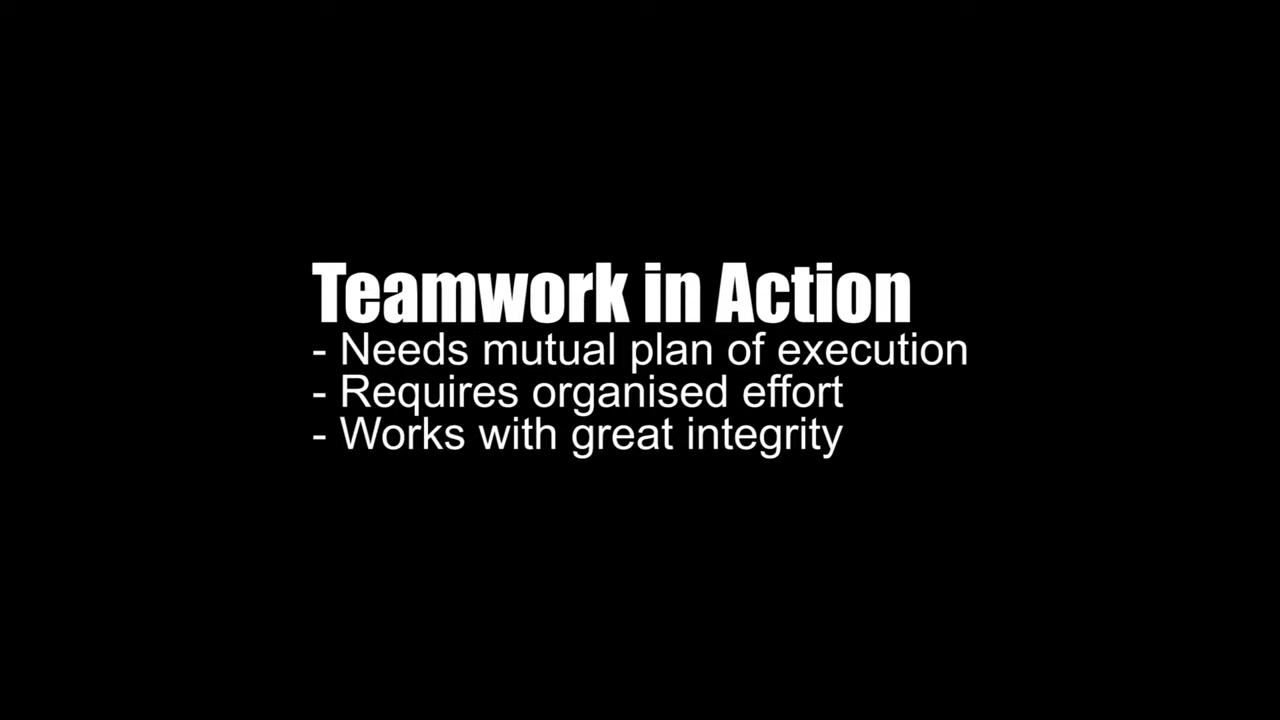 Teamwork in Action
- Needs mutual plan of execution
- Requires organised effort
- Works with great integrity